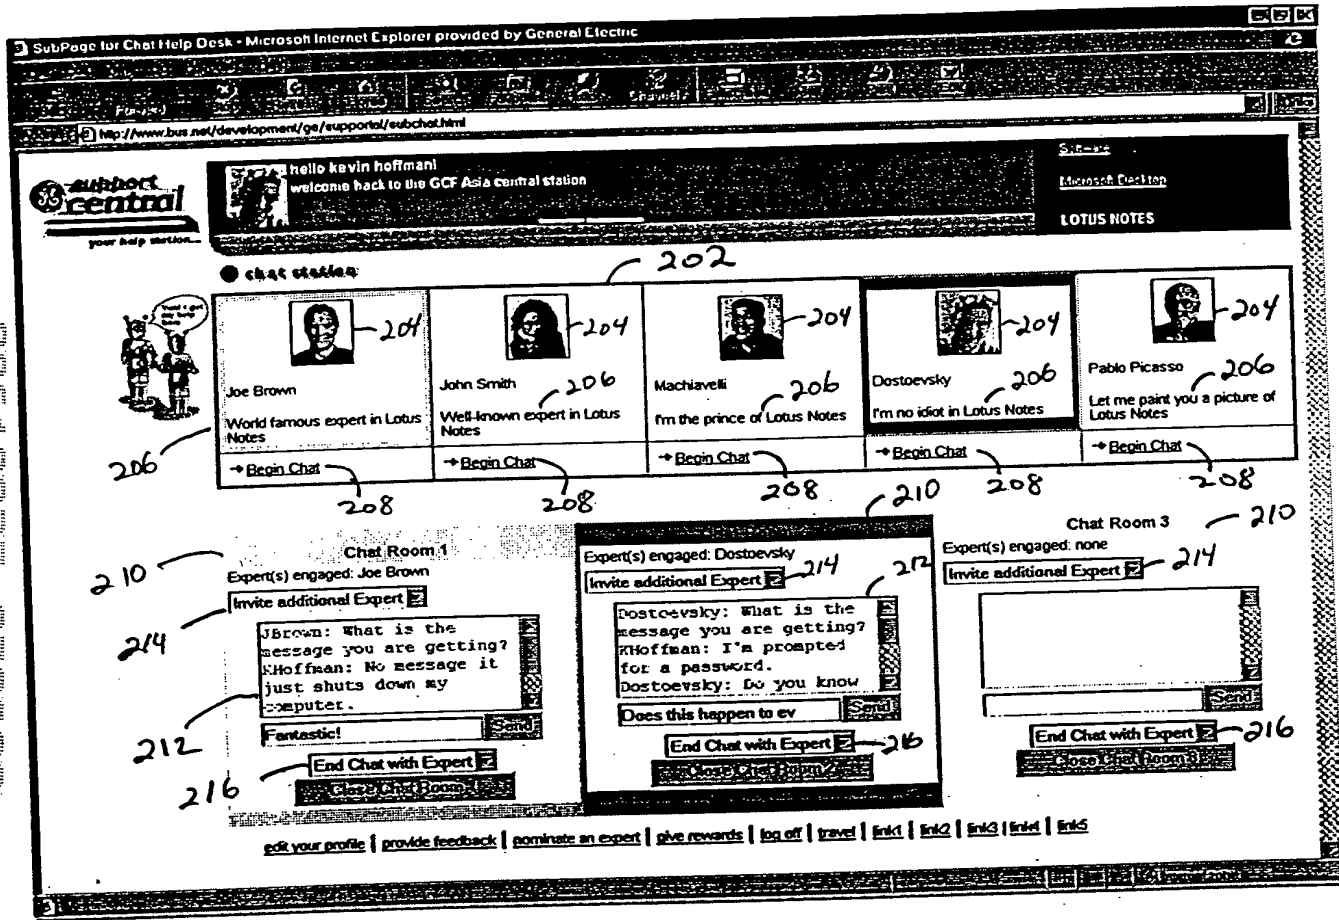 SubPage for Chat Help Desk - Microsoft Internet Explorer provided by General Electric
http://www.bus.net/development/ge/supportal/subchat.html
support
central
your help station...
hello kevin hoffman!
welcome back to the GCF Asia central station
Software
Microsoft Desktop
LOTUS NOTES
chat station
202
204
204
204
204
204
Joe Brown
John Smith
Machiavelli
Dostoevsky
Pablo Picasso
206
206
206
206
World famous expert in Lotus
Notes
Well-known expert in Lotus
Notes
I'm the prince of Lotus Notes
I'm no idiot in Lotus Notes
Let me paint you a picture of
Lotus Notes
206
→Begin Chat
→Begin Chat
→Begin Chat
→Begin Chat
→Begin Chat
208
208
208
208
208
210
Chat Room 1
Expert(s) engaged: Joe Brown
Invite additional Expert
214
JBrown: What is the
message you are getting?
KHoffman: No message it
just shuts down my
computer.
212
Fantastic!
Send
End Chat with Expert
216
Close Chat Room 1
210
Expert(s) engaged: Dostoevsky
Invite additional Expert
214
212
Dostoevsky: What is the
message you are getting?
KHoffman: I'm prompted
for a password.
Dostoevsky: Do you know
Does this happen to ev
Send
End Chat with Expert
216
Close Chat Room 2
Chat Room 3
210
Expert(s) engaged: none
Invite additional Expert
214
Send
End Chat with Expert
216
Close Chat Room 3
edit your profile | provide feedback | nominate an expert | give rewards | log off | travel | link1 | link2 | link3 | link4 | link5